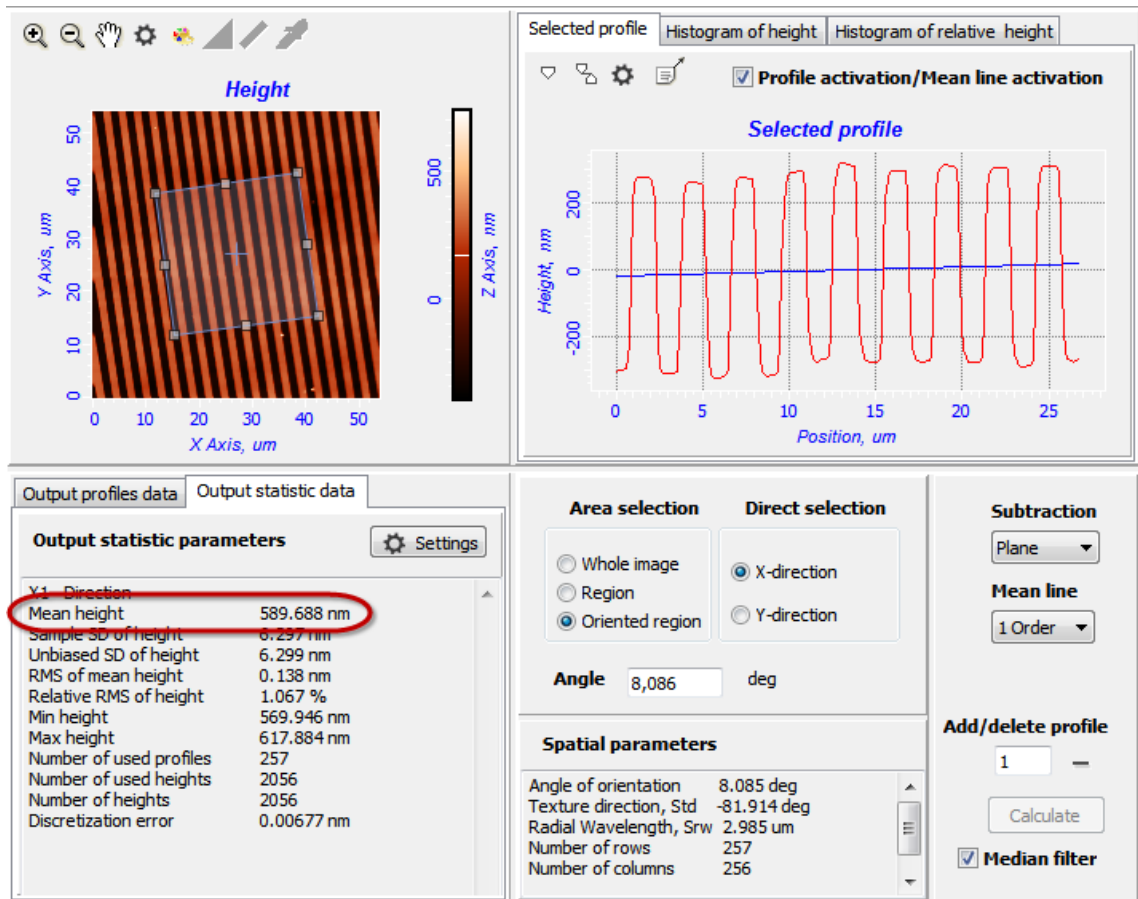 Height
Y Axis, um
50
40
30
20
10
0
0 10 20 30 40 50
X Axis, um
500
0
Z Axis, nm
Selected profile Histogram of height Histogram of relative height
Profile activation/Mean line activation
Selected profile
Height, nm
200
0
-200
0 5 10 15 20 25
Position, um
Output profiles data Output statistic data
Output statistic parameters Settings
X1 - Direction
Mean height 589.688 nm
Sample SD of height 6.297 nm
Unbiased SD of height 6.299 nm
RMS of mean height 0.138 nm
Relative RMS of height 1.067 %
Min height 569.946 nm
Max height 617.884 nm
Number of used profiles 257
Number of used heights 2056
Number of heights 2056
Discretization error 0.00677 nm
Area selection
Whole image
Region
Oriented region
Direct selection
X-direction
Y-direction
Angle 8,086 deg
Spatial parameters
Angle of orientation 8.085 deg
Texture direction, Std -81.914 deg
Radial Wavelength, Srw 2.985 um
Number of rows 257
Number of columns 256
Subtraction
Plane
Mean line
1 Order
Add/delete profile
1
Calculate
Median filter